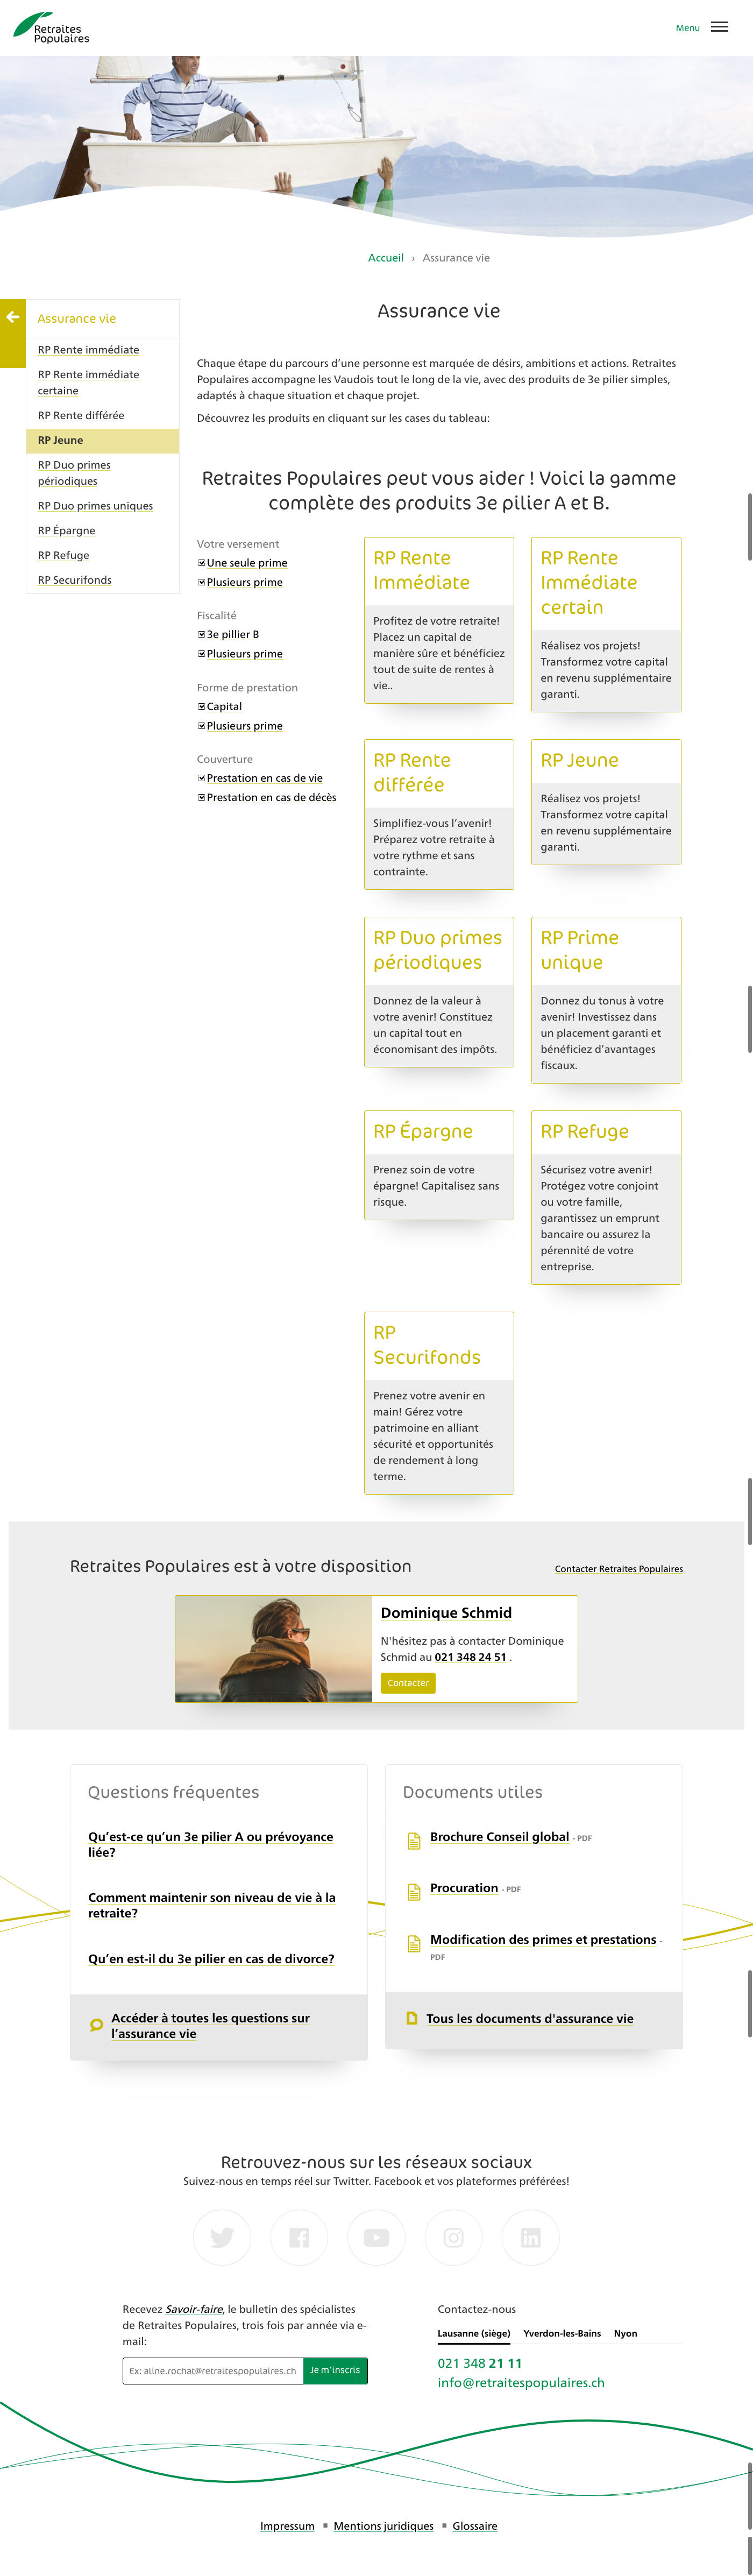 Retraites
Populaires
Menu
Accueil › Assurance vie
Assurance vie
RP Rente immédiate
RP Rente immédiate
certaine
RP Rente différée
RP Jeune
RP Duo primes
périodiques
RP Duo primes uniques
RP Épargne
RP Refuge
RP Securifonds
Assurance vie
Chaque étape du parcours d’une personne est marquée de désirs, ambitions et actions. Retraites
Populaires accompagne les Vaudois tout le long de la vie, avec des produits de 3e pilier simples,
adaptés à chaque situation et chaque projet.
Découvrez les produits en cliquant sur les cases du tableau:
Retraites Populaires peut vous aider ! Voici la gamme
complète des produits 3e pilier A et B.
Votre versement
Une seule prime
Plusieurs prime
Fiscalité
3e pillier B
Plusieurs prime
Forme de prestation
Capital
Plusieurs prime
Couverture
Prestation en cas de vie
Prestation en cas de décès
RP Rente
Immédiate
Profitez de votre retraite!
Placez un capital de
manière sûre et bénéficiez
tout de suite de rentes à
vie..
RP Rente
Immédiate
certain
Réalisez vos projets!
Transformez votre capital
en revenu supplémentaire
garanti.
RP Rente
différée
Simplifiez-vous l’avenir!
Préparez votre retraite à
votre rythme et sans
contrainte.
RP Jeune
Réalisez vos projets!
Transformez votre capital
en revenu supplémentaire
garanti.
RP Duo primes
périodiques
Donnez de la valeur à
votre avenir! Constituez
un capital tout en
économisant des impôts.
RP Prime
unique
Donnez du tonus à votre
avenir! Investissez dans
un placement garanti et
bénéficiez d’avantages
fiscaux.
RP Épargne
Prenez soin de votre
épargne! Capitalisez sans
risque.
RP Refuge
Sécurisez votre avenir!
Protégez votre conjoint
ou votre famille,
garantissez un emprunt
bancaire ou assurez la
pérennité de votre
entreprise.
RP
Securifonds
Prenez votre avenir en
main! Gérez votre
patrimoine en alliant
sécurité et opportunités
de rendement à long
terme.
Retraites Populaires est à votre disposition
Contacter Retraites Populaires
Dominique Schmid
N'hésitez pas à contacter Dominique
Schmid au 021 348 24 51 .
Contacter
Questions fréquentes
Qu’est-ce qu’un 3e pilier A ou prévoyance
liée?
Comment maintenir son niveau de vie à la
retraite?
Qu’en est-il du 3e pilier en cas de divorce?
Accéder à toutes les questions sur
l’assurance vie
Documents utiles
Brochure Conseil global - PDF
Procuration - PDF
Modification des primes et prestations -
PDF
Tous les documents d'assurance vie
Retrouvez-nous sur les réseaux sociaux
Suivez-nous en temps réel sur Twitter. Facebook et vos plateformes préférées!
Recevez Savoir-faire, le bulletin des spécialistes
de Retraites Populaires, trois fois par année via e-
mail:
Ex: aline.rochat@retraitespopulaires.ch
Je m'inscris
Contactez-nous
Lausanne (siège) Yverdon-les-Bains Nyon
021 348 21 11
info@retraitespopulaires.ch
Impressum Mentions juridiques Glossaire